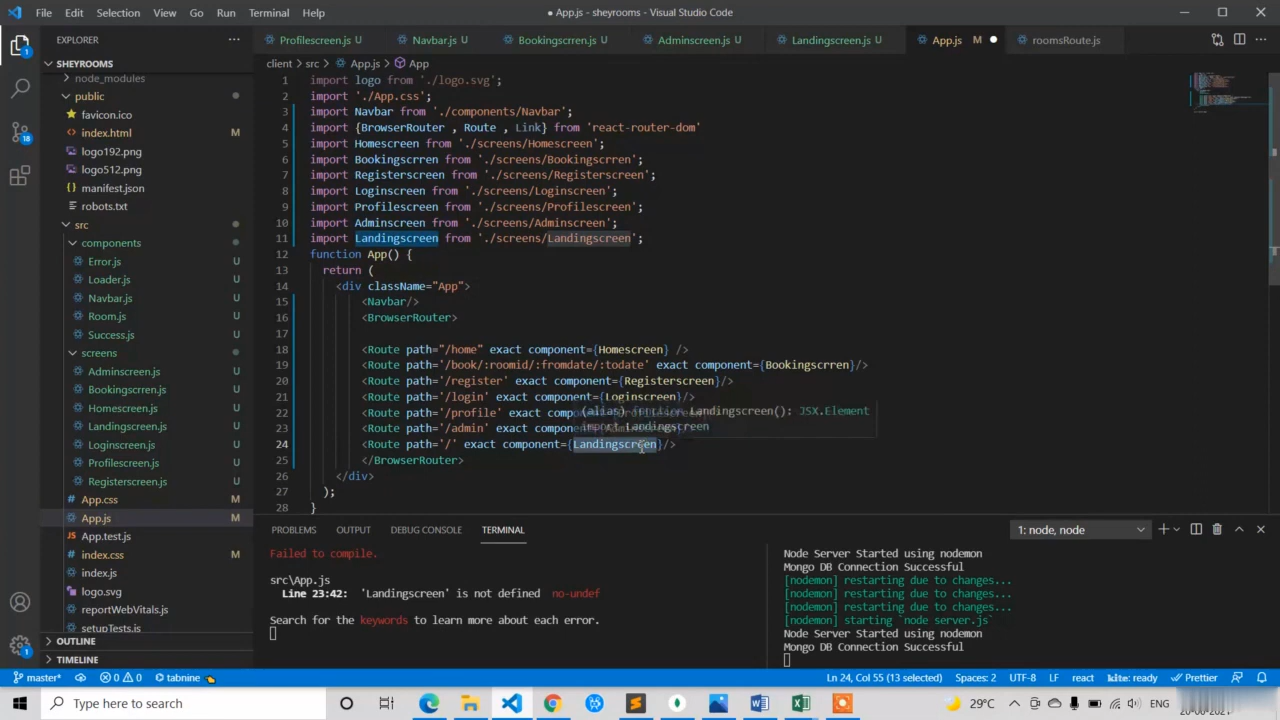 File Edit Selection View Go Run Terminal Help
● App.js - sheyrooms - Visual Studio Code
EXPLORER
Profilescreen.js U
Navbar.js U
Bookingscrren.js U
Adminscreen.js U
Landingscreen.js U
App.js M
roomsRoute.js
SHEYROOMS
node_modules
public
favicon.ico
index.html M
logo192.png
logo512.png
manifest.json
robots.txt
src
components
Error.js U
Loader.js U
Navbar.js U
Room.js U
Success.js U
screens
Adminscreen.js U
Bookingscrren.js U
Homescreen.js U
Landingscreen.js U
Loginscreen.js U
Profilescreen.js U
Registerscreen.js U
App.css M
App.js M
App.test.js
index.css M
index.js
logo.svg
reportWebVitals.js
setupTests.js
OUTLINE
TIMELINE
client > src > App.js > App
1 import logo from './logo.svg';
2 import './App.css';
3 import Navbar from './components/Navbar';
4 import {BrowserRouter , Route , Link} from 'react-router-dom'
5 import Homescreen from './screens/Homescreen';
6 import Bookingscrren from './screens/Bookingscrren';
7 import Registerscreen from './screens/Registerscreen';
8 import Loginscreen from './screens/Loginscreen';
9 import Profilescreen from './screens/Profilescreen';
10 import Adminscreen from './screens/Adminscreen';
11 import Landingscreen from './screens/Landingscreen';
12 function App() {
13 return (
14 <div className="App">
15 <Navbar/>
16 <BrowserRouter>
17
18 <Route path="/home" exact component={Homescreen} />
19 <Route path='/book/:roomid/:fromdate/:todate' exact component={Bookingscrren}/>
20 <Route path='/register' exact component={Registerscreen}/>
21 <Route path='/login' exact component={Loginscreen}/>
22 <Route path='/profile' exact
(alias) function Landingscreen(): JSX.Element
import Landingscreen
23 <Route path='/admin' exact
24 <Route path='/' exact component={Landingscreen}/>
25 </BrowserRouter>
26 </div>
27 );
28 }
PROBLEMS OUTPUT DEBUG CONSOLE TERMINAL
1: node, node
Failed to compile.
src\App.js
Line 23:42: 'Landingscreen' is not defined no-undef
Search for the keywords to learn more about each error.
Node Server Started using nodemon
Mongo DB Connection Successful
[nodemon] restarting due to changes...
[nodemon] restarting due to changes...
[nodemon] restarting due to changes...
[nodemon] starting `node server.js`
Node Server Started using nodemon
Mongo DB Connection Successful
master* 0 0 tabnine
Ln 24, Col 55 (13 selected) Spaces: 2 UTF-8 LF react kite: ready Prettier
Type here to search
29°C
ENG